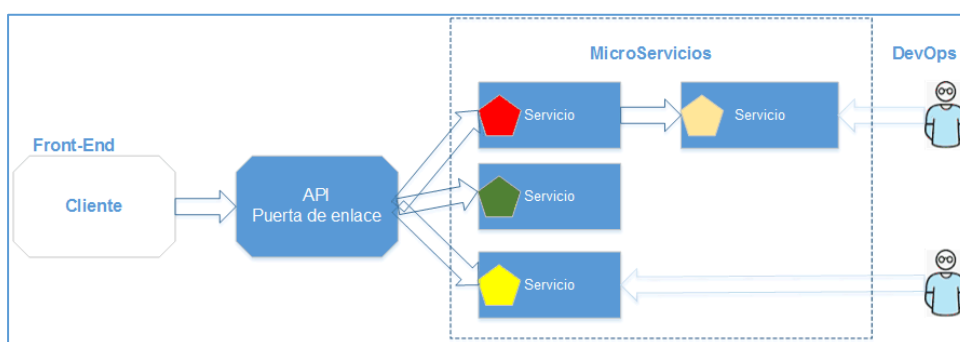 MicroServicios
DevOps
Servicio
Servicio
Front-End
Cliente
API
Puerta de enlace
Servicio
Servicio